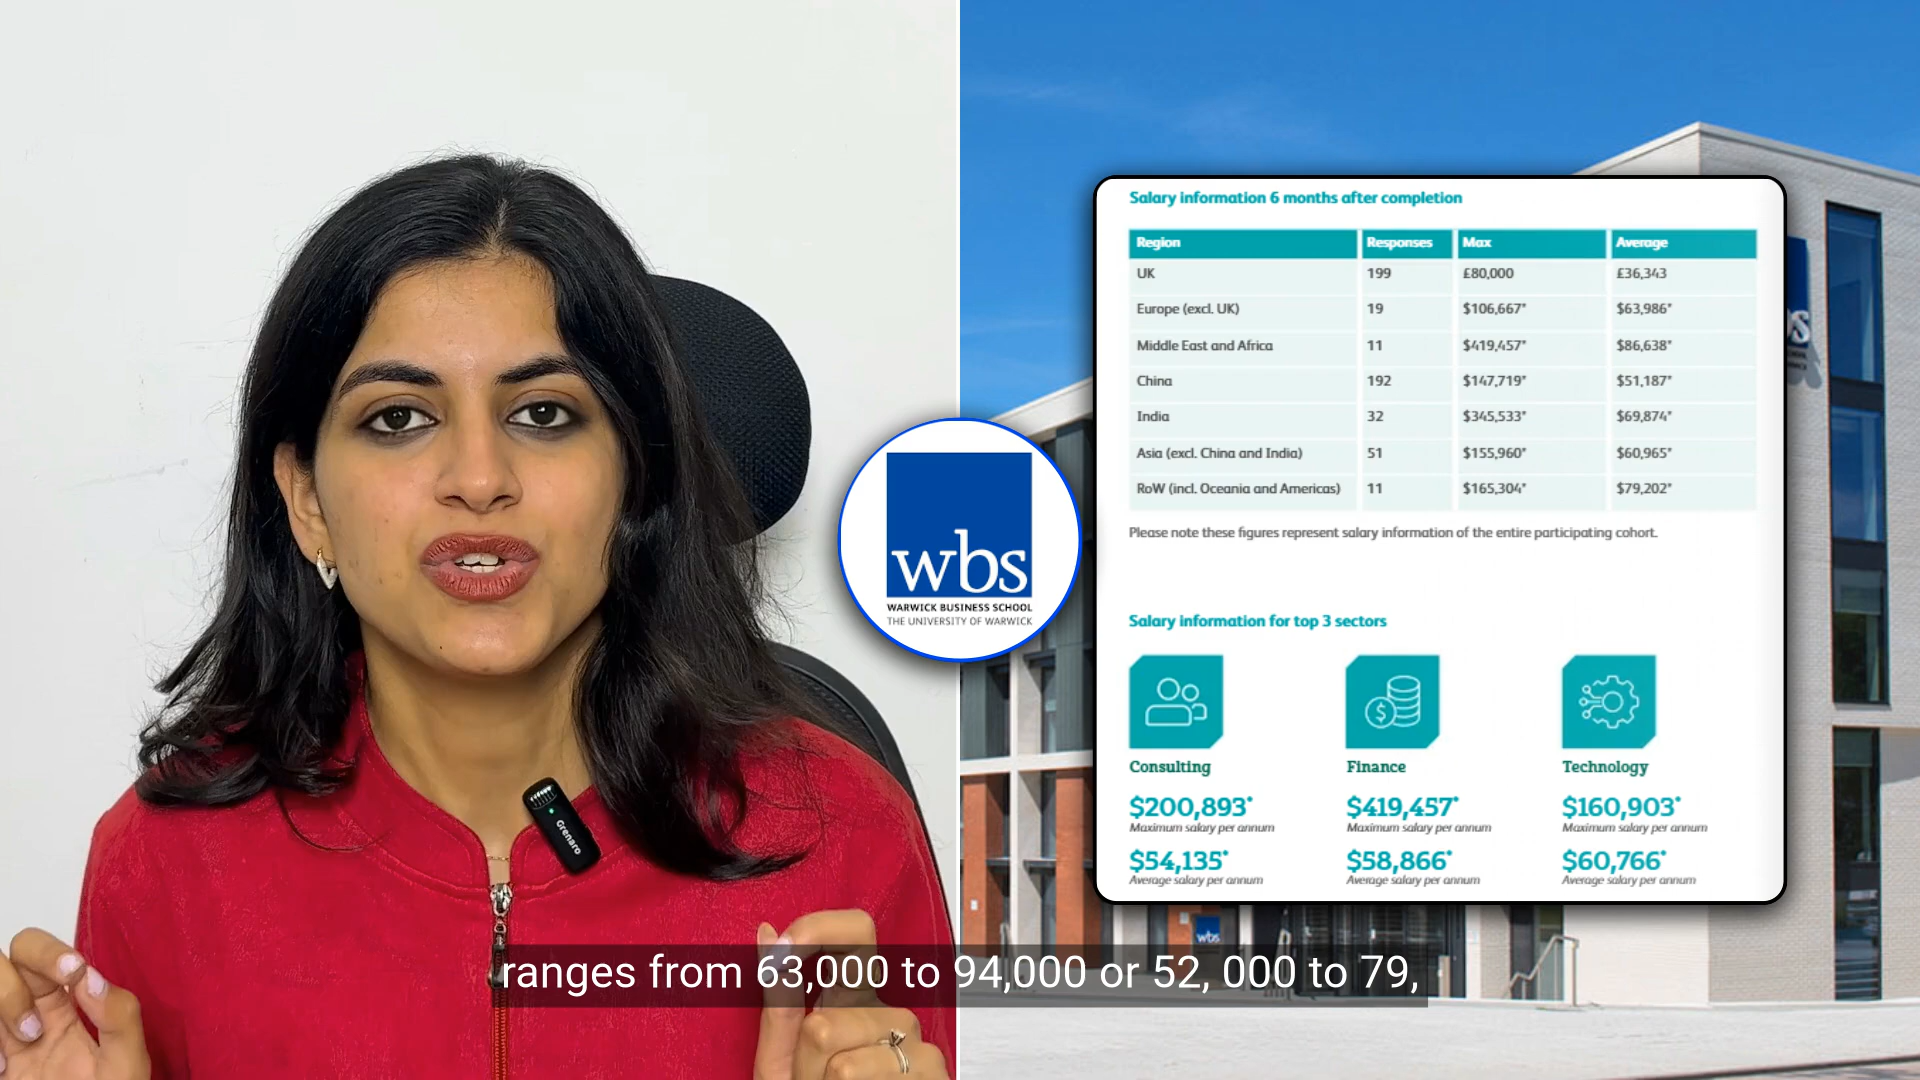 Salary information 6 months after completion
Region Responses Max Average
UK 199 £80,000 £36,343
Europe (excl. UK) 19 $106,667* $63,986*
Middle East and Africa 11 $419,457* $86,638*
China 192 $147,719* $51,187*
India 32 $345,533* $69,874*
Asia (excl. China and India) 51 $155,960* $60,965*
RoW (incl. Oceania and Americas) 11 $165,304* $79,202*
Please note these figures represent salary information of the entire participating cohort.
Salary information for top 3 sectors
Consulting Finance Technology
$200,893* $419,457* $160,903*
Maximum salary per annum Maximum salary per annum Maximum salary per annum
$54,135* $58,866* $60,766*
Average salary per annum Average salary per annum Average salary per annum
wbs
WARWICK BUSINESS SCHOOL
THE UNIVERSITY OF WARWICK
Grenaro
wbs
ranges from 63,000 to 94,000 or 52, 000 to 79,